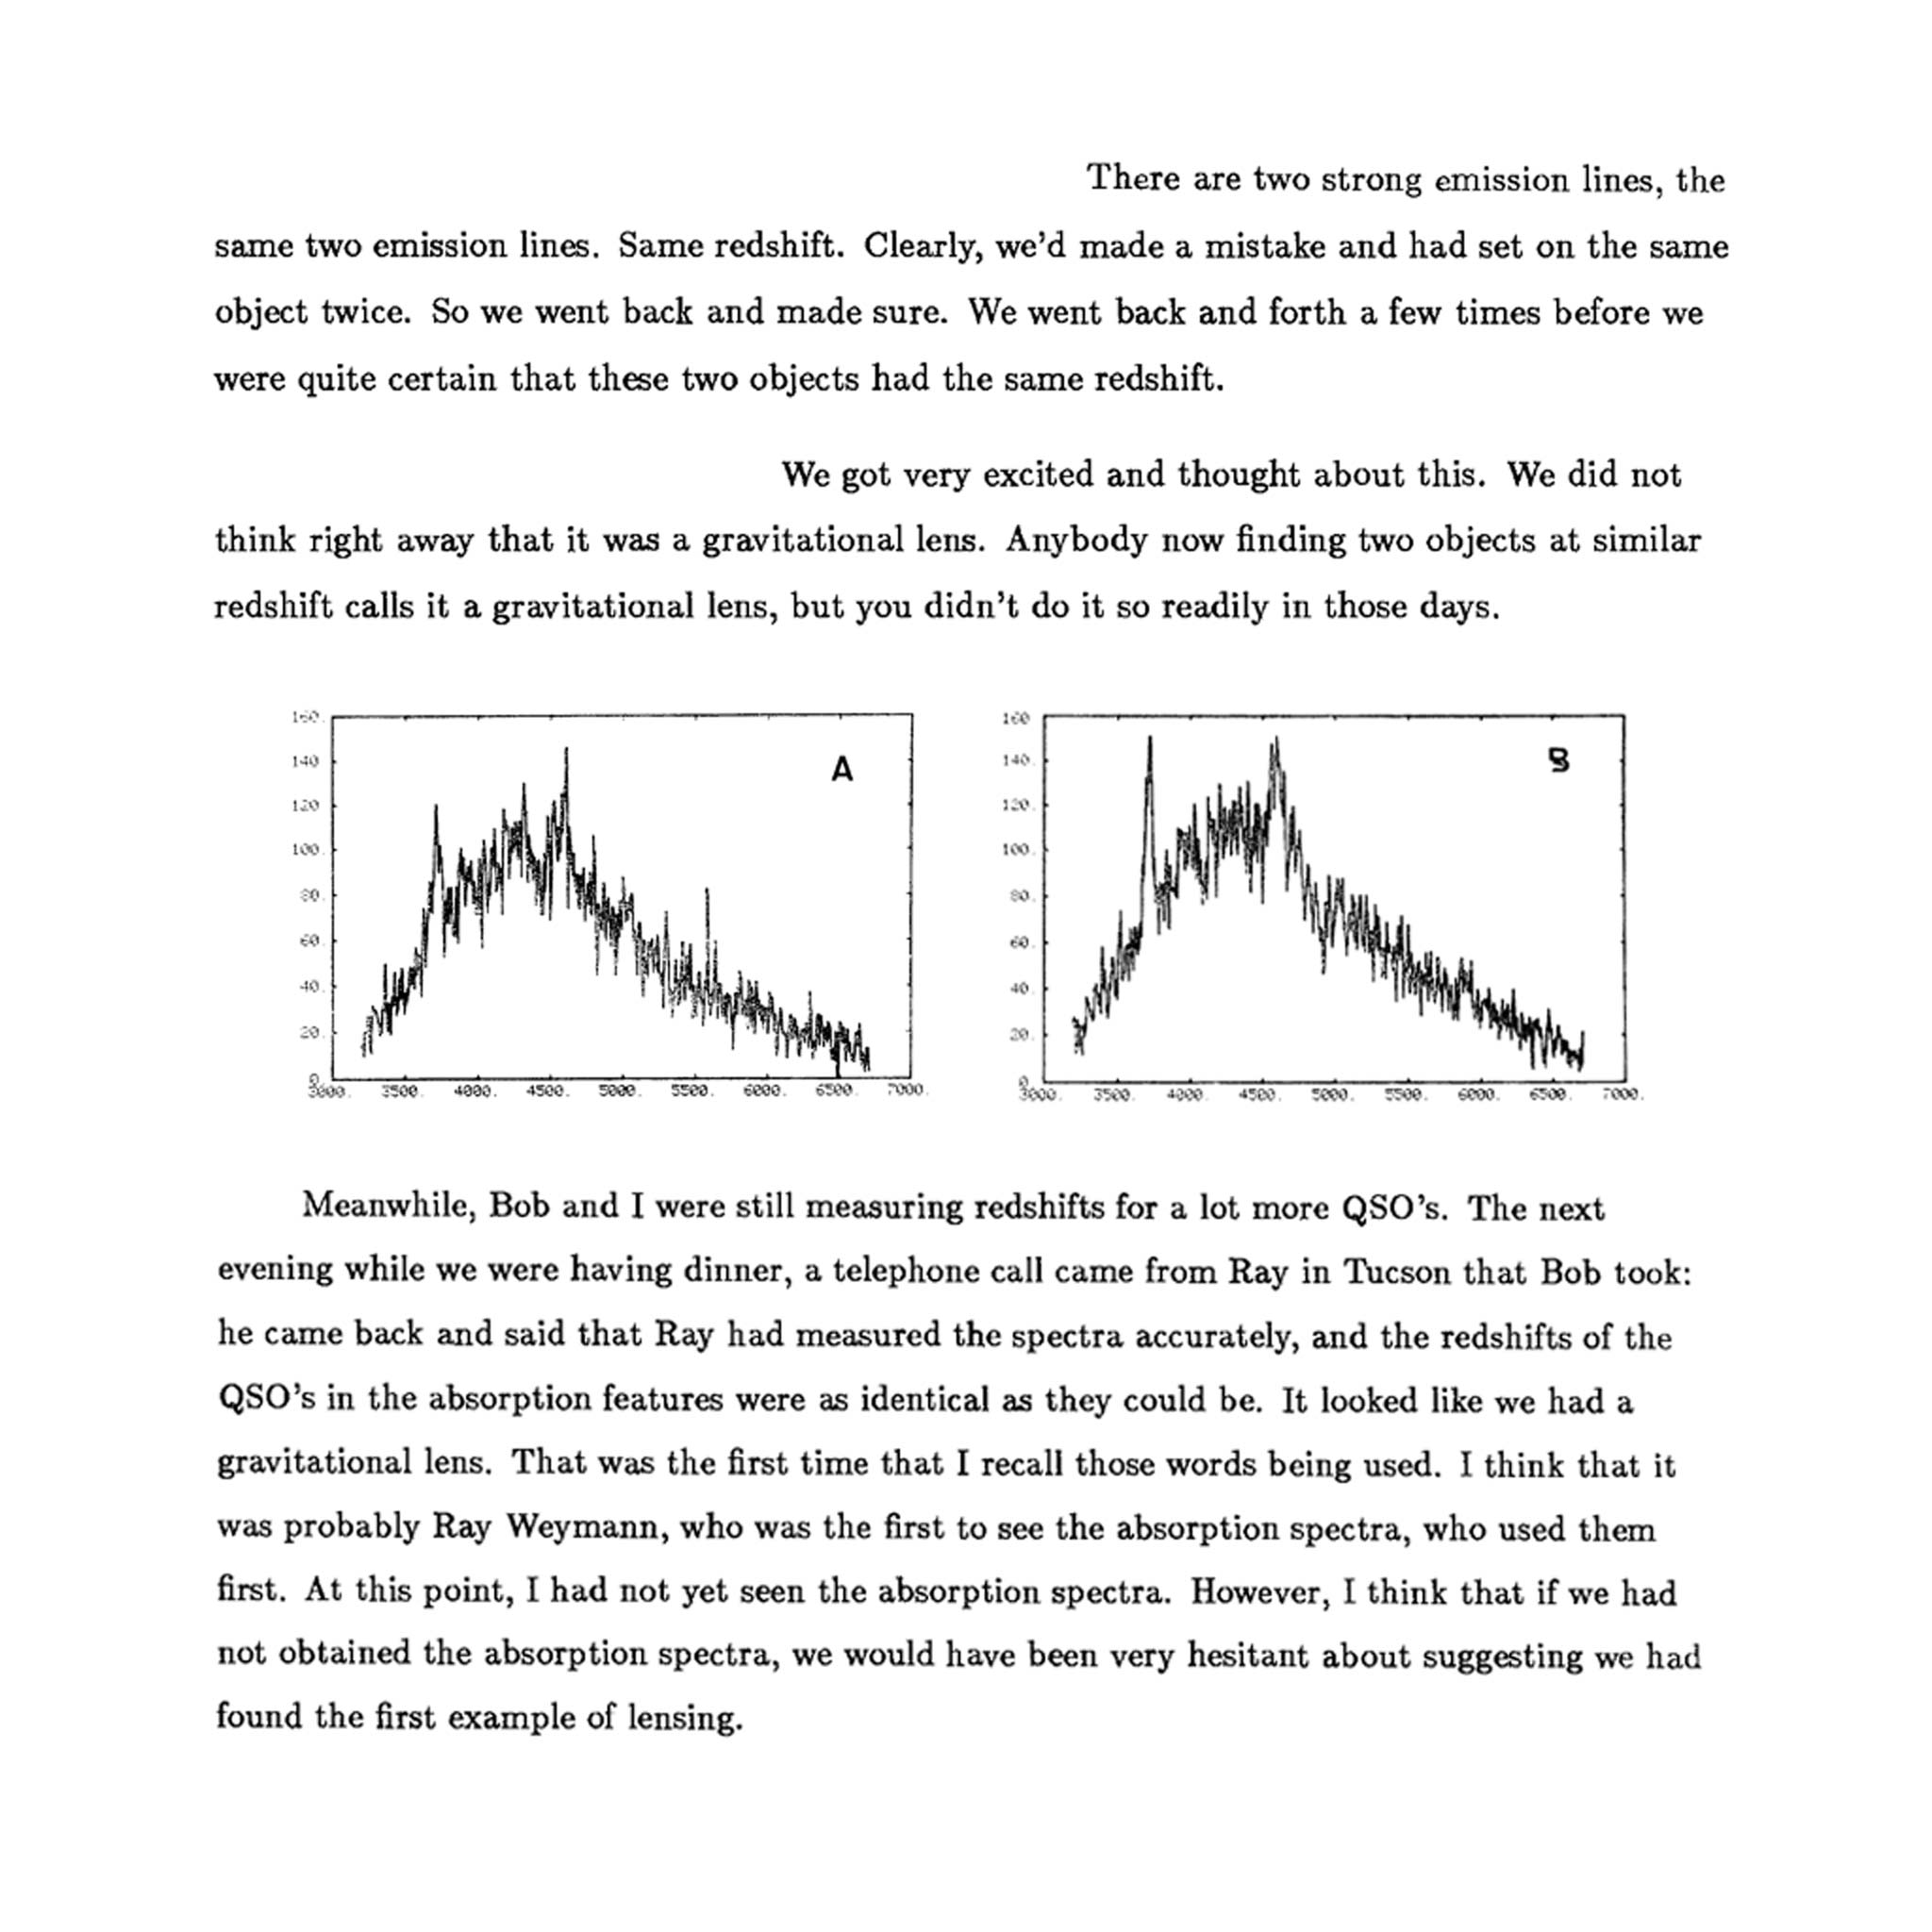 There are two strong emission lines, the
same two emission lines. Same redshift. Clearly, we'd made a mistake and had set on the same
object twice. So we went back and made sure. We went back and forth a few times before we
were quite certain that these two objects had the same redshift.
We got very excited and thought about this. We did not
think right away that it was a gravitational lens. Anybody now finding two objects at similar
redshift calls it a gravitational lens, but you didn't do it so readily in those days.
160.
140
120
100.
80.
60.
40.
20.
0.
3000. 3500. 4000. 4500. 5000. 5500. 6000. 6500. 7000.
A
160
140.
120.
100.
80.
60.
40.
20.
0.
3000. 3500. 4000. 4500. 5000. 5500. 6000. 6500. 7000.
B
Meanwhile, Bob and I were still measuring redshifts for a lot more QSO's. The next
evening while we were having dinner, a telephone call came from Ray in Tucson that Bob took:
he came back and said that Ray had measured the spectra accurately, and the redshifts of the
QSO's in the absorption features were as identical as they could be. It looked like we had a
gravitational lens. That was the first time that I recall those words being used. I think that it
was probably Ray Weymann, who was the first to see the absorption spectra, who used them
first. At this point, I had not yet seen the absorption spectra. However, I think that if we had
not obtained the absorption spectra, we would have been very hesitant about suggesting we had
found the first example of lensing.